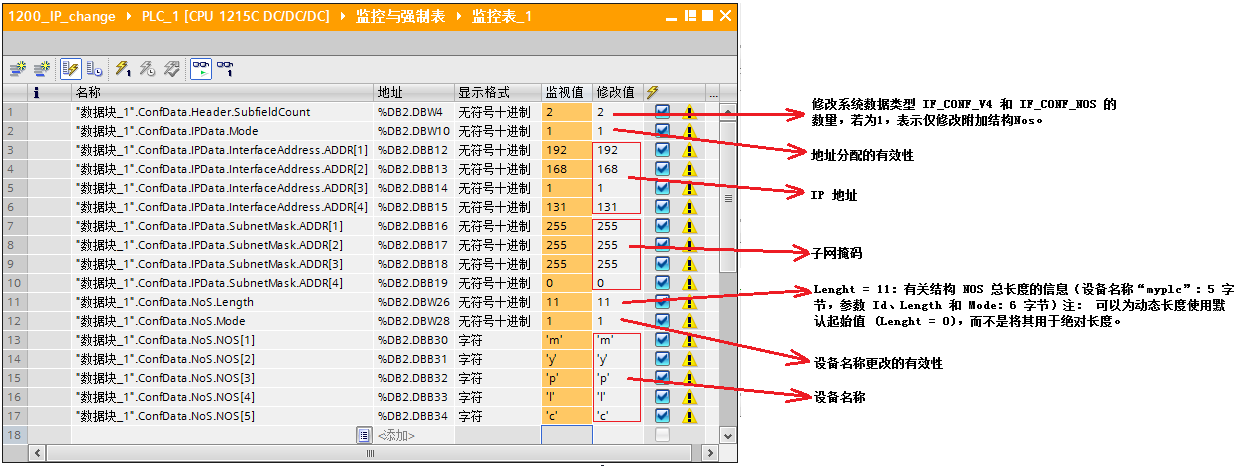 1200_IP_change ▸ PLC_1 [CPU 1215C DC/DC/DC] ▸ 监控与强制表 ▸ 监控表_1
i 名称 地址 显示格式 监视值 修改值 ...
1 "数据块_1".ConfData.Header.SubfieldCount %DB2.DBW4 无符号十进制 2 2
2 "数据块_1".ConfData.IPData.Mode %DB2.DBW10 无符号十进制 1 1
3 "数据块_1".ConfData.IPData.InterfaceAddress.ADDR[1] %DB2.DBB12 无符号十进制 192 192
4 "数据块_1".ConfData.IPData.InterfaceAddress.ADDR[2] %DB2.DBB13 无符号十进制 168 168
5 "数据块_1".ConfData.IPData.InterfaceAddress.ADDR[3] %DB2.DBB14 无符号十进制 1 1
6 "数据块_1".ConfData.IPData.InterfaceAddress.ADDR[4] %DB2.DBB15 无符号十进制 131 131
7 "数据块_1".ConfData.IPData.SubnetMask.ADDR[1] %DB2.DBB16 无符号十进制 255 255
8 "数据块_1".ConfData.IPData.SubnetMask.ADDR[2] %DB2.DBB17 无符号十进制 255 255
9 "数据块_1".ConfData.IPData.SubnetMask.ADDR[3] %DB2.DBB18 无符号十进制 255 255
10 "数据块_1".ConfData.IPData.SubnetMask.ADDR[4] %DB2.DBB19 无符号十进制 0 0
11 "数据块_1".ConfData.NoS.Length %DB2.DBW26 无符号十进制 11 11
12 "数据块_1".ConfData.NoS.Mode %DB2.DBW28 无符号十进制 1 1
13 "数据块_1".ConfData.NoS.NOS[1] %DB2.DBB30 字符 'm' 'm'
14 "数据块_1".ConfData.NoS.NOS[2] %DB2.DBB31 字符 'y' 'y'
15 "数据块_1".ConfData.NoS.NOS[3] %DB2.DBB32 字符 'p' 'p'
16 "数据块_1".ConfData.NoS.NOS[4] %DB2.DBB33 字符 'l' 'l'
17 "数据块_1".ConfData.NoS.NOS[5] %DB2.DBB34 字符 'c' 'c'
18 <添加>
修改系统数据类型 IF_CONF_V4 和 IF_CONF_NOS 的
数量，若为1，表示仅修改附加结构Nos。
地址分配的有效性
IP 地址
子网掩码
Lenght = 11：有关结构 NOS 总长度的信息（设备名称“myplc”：5 字
节，参数 Id、Length 和 Mode：6 字节）注： 可以为动态长度使用默
认起始值 (Lenght = 0)，而不是将其用于绝对长度。
设备名称更改的有效性
设备名称